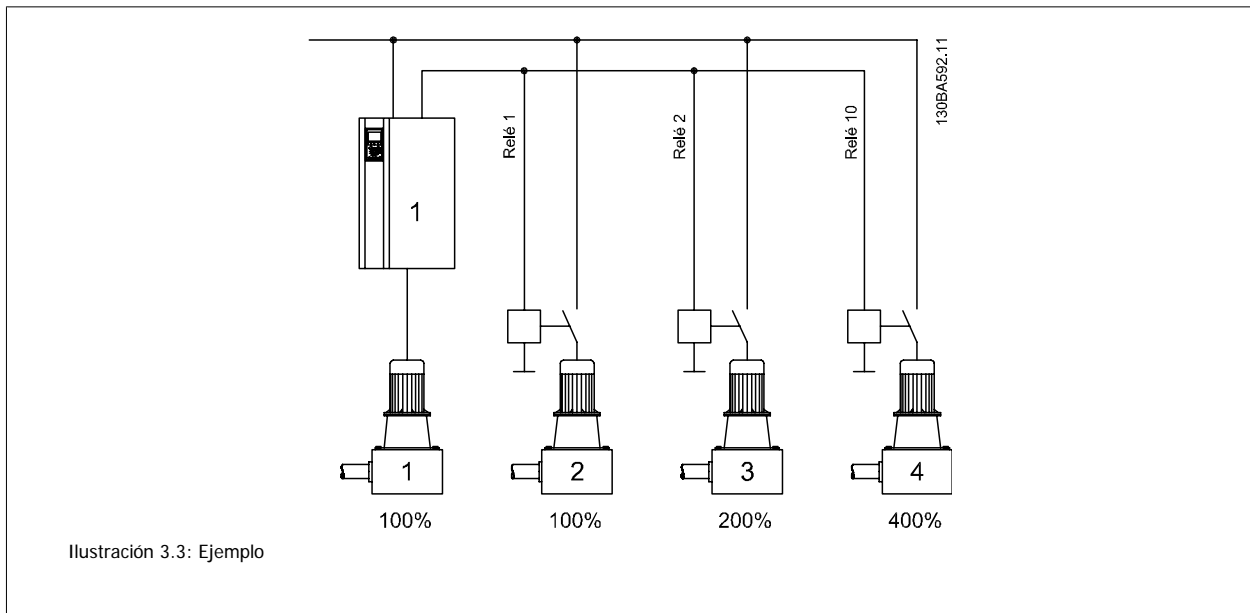 130BA592.11
Relé 1
Relé 2
Relé 10
1
1
2
3
4
100%
100%
200%
400%
Ilustración 3.3: Ejemplo